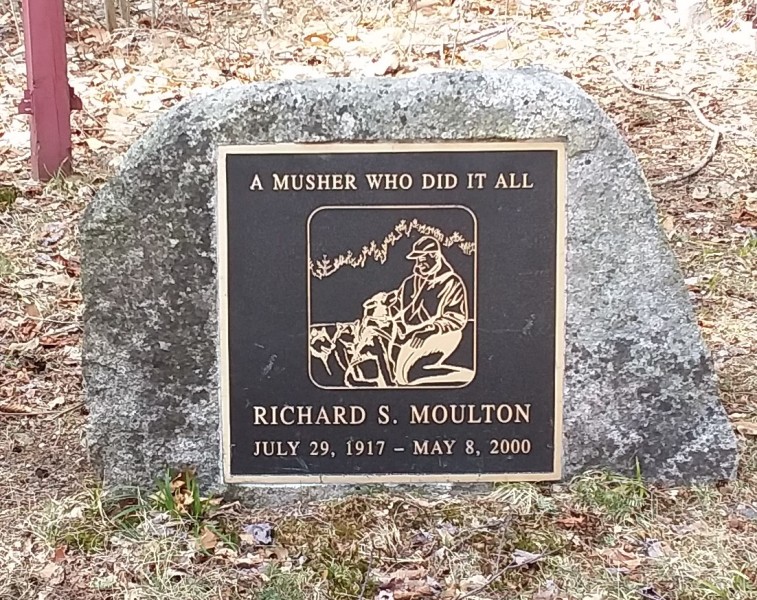 A MUSHER WHO DID IT ALL
RICHARD S. MOULTON
JULY 29, 1917 – MAY 8, 2000